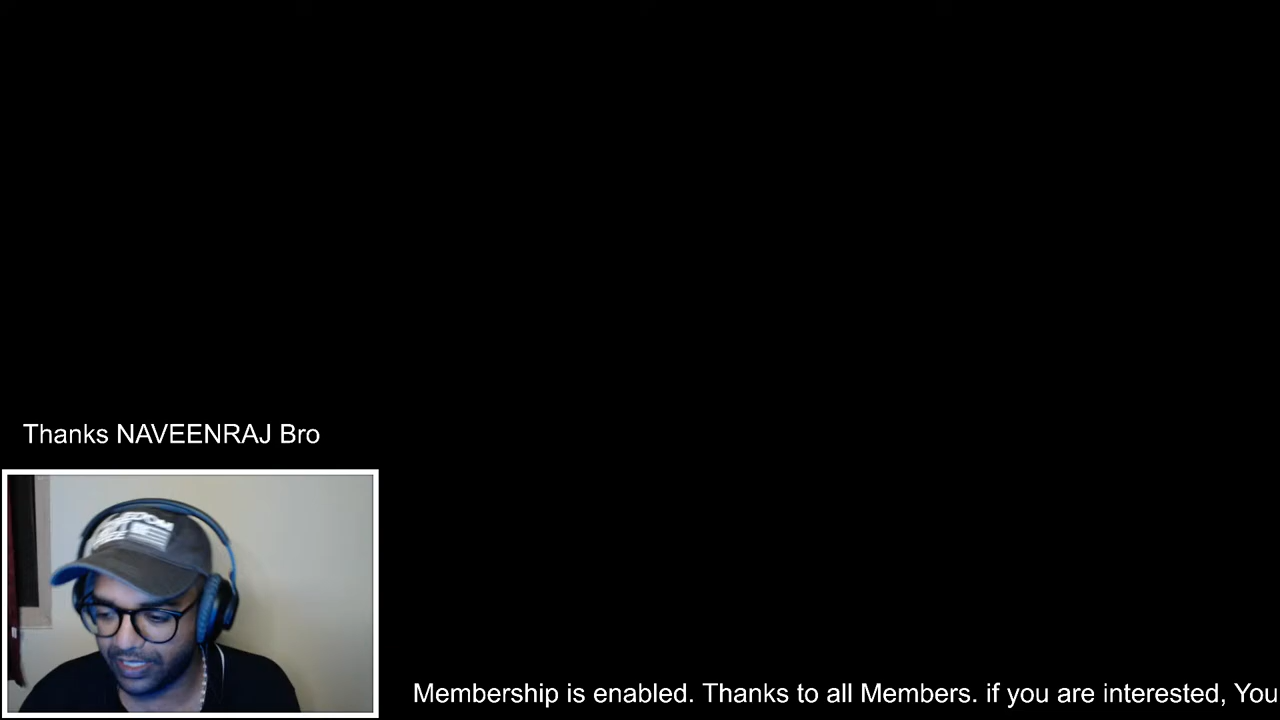 Thanks NAVEENRAJ Bro
Membership is enabled. Thanks to all Members. if you are interested, You